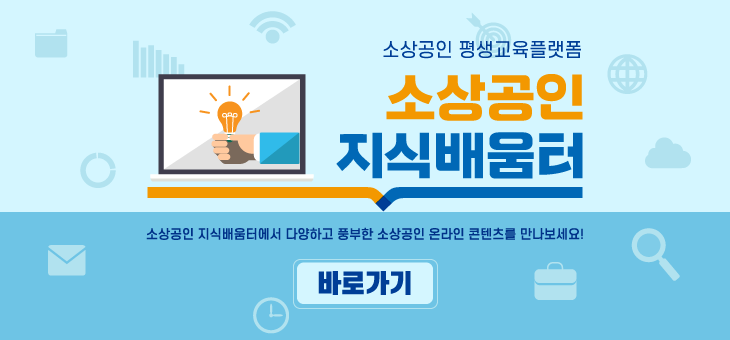 소상공인 평생교육플랫폼
소상공인
지식배움터
소상공인 지식배움터에서 다양하고 풍부한 소상공인 온라인 콘텐츠를 만나보세요!
바로가기